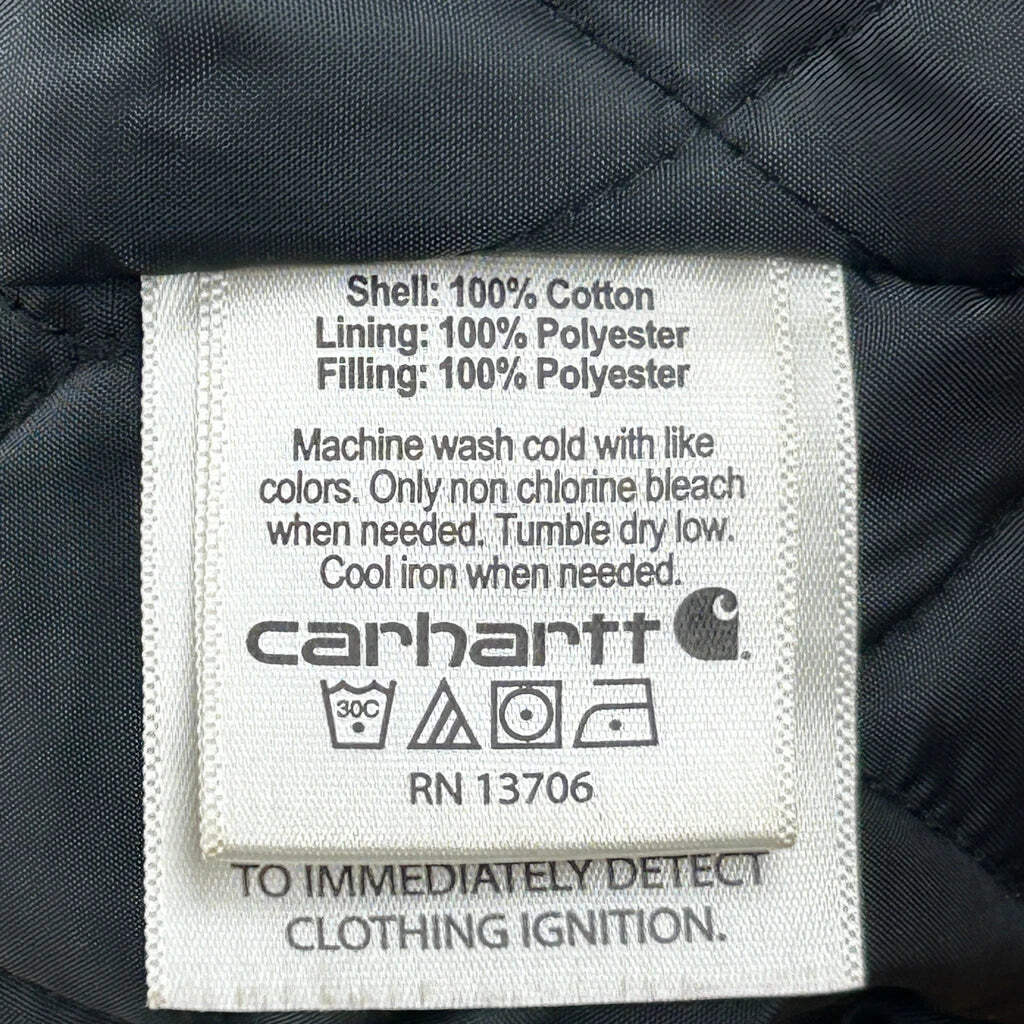 Shell: 100% Cotton
Lining: 100% Polyester
Filling: 100% Polyester
Machine wash cold with like
colors. Only non chlorine bleach
when needed. Tumble dry low.
Cool iron when needed.
carhartt
30C
RN 13706
TO IMMEDIATELY DETECT
CLOTHING IGNITION.